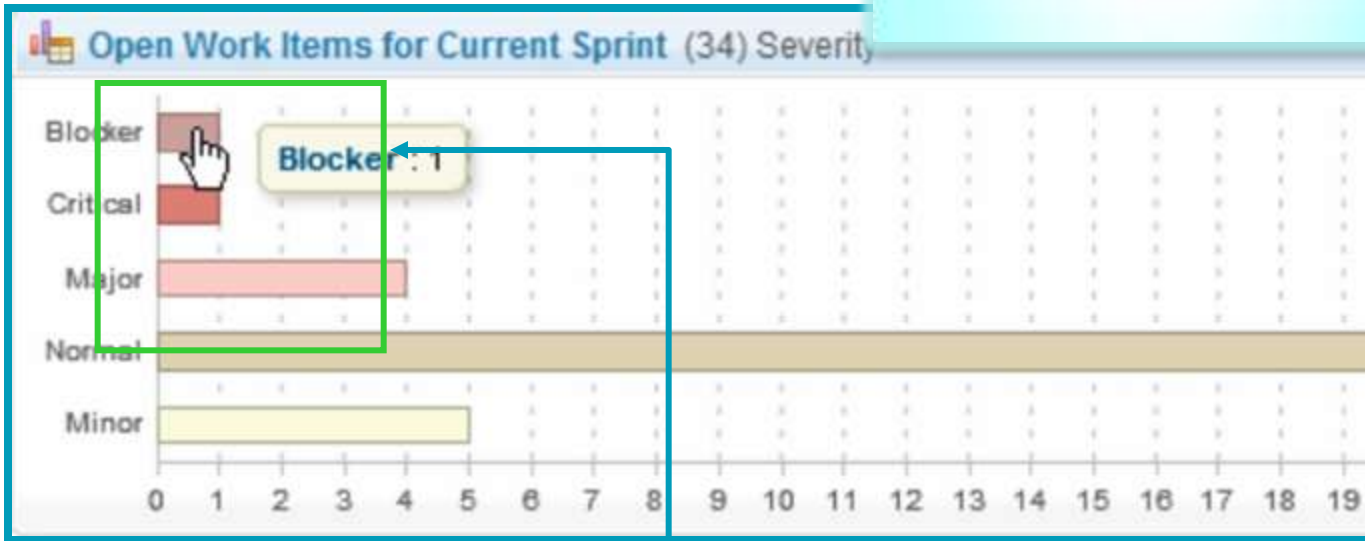 Open Work Items for Current Sprint (34) Severity
Blocker
Blocker : 1
Critical
Major
Normal
Minor
0 1 2 3 4 5 6 7 8 9 10 11 12 13 14 15 16 17 18 19